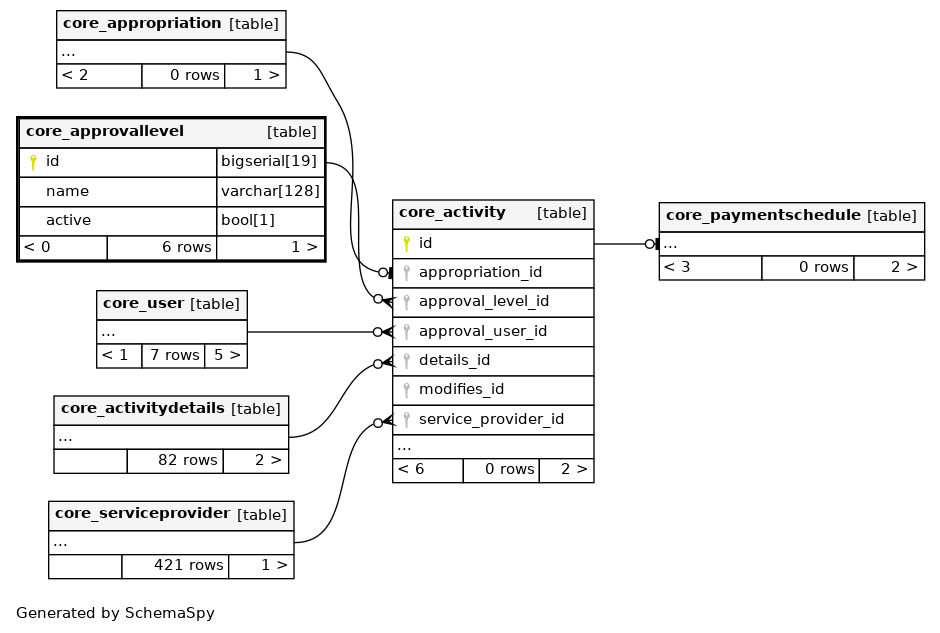 core_appropriation [table]
...
< 2 0 rows 1 >
core_approvallevel [table]
id bigserial[19]
name varchar[128]
active bool[1]
< 0 6 rows 1 >
core_user [table]
...
< 1 7 rows 5 >
core_activitydetails [table]
...
82 rows 2 >
core_serviceprovider [table]
...
421 rows 1 >
core_activity [table]
id
appropriation_id
approval_level_id
approval_user_id
details_id
modifies_id
service_provider_id
...
< 6 0 rows 2 >
core_paymentschedule [table]
...
< 3 0 rows 2 >
Generated by SchemaSpy